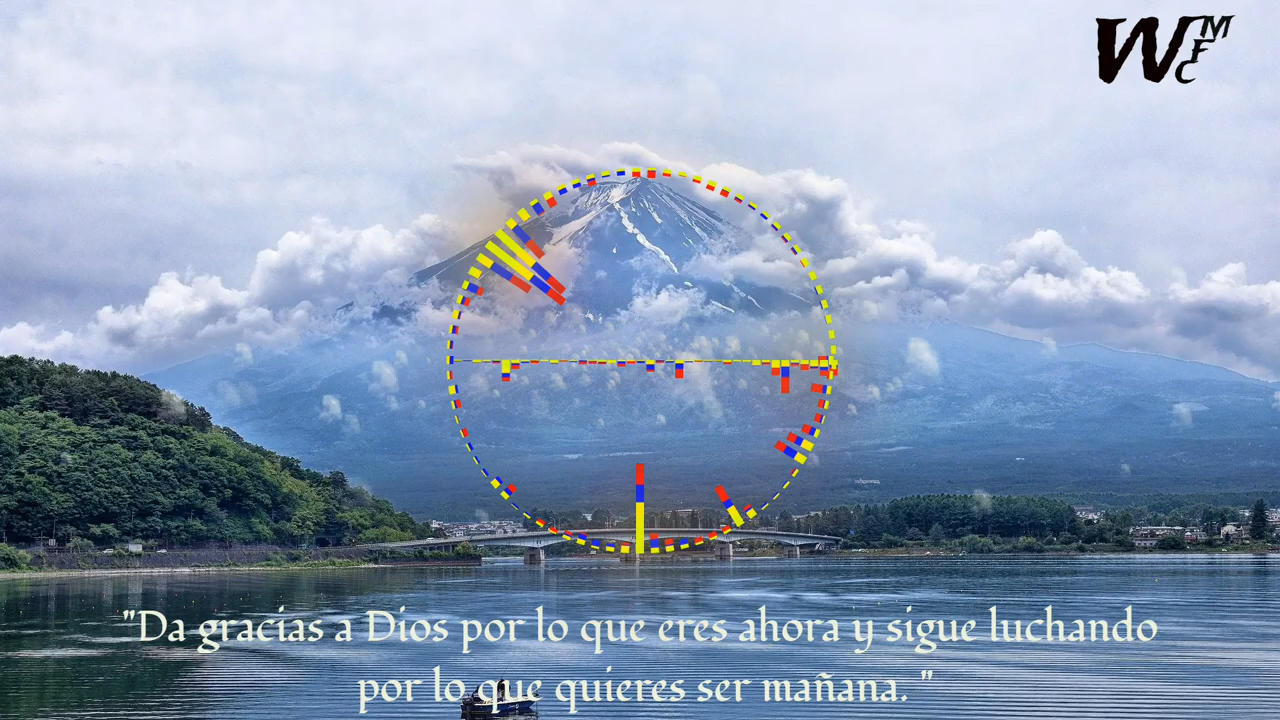 W M
F
C
"Da gracias a Dios por lo que eres ahora y sigue luchando
por lo que quieres ser mañana. "